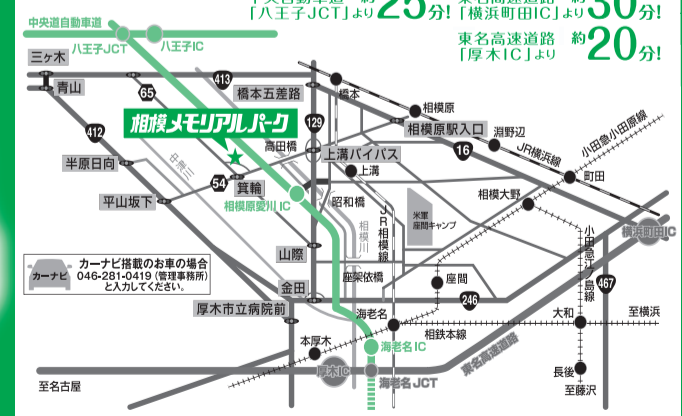 中央自動車道 約
「八王子JCT」より25分!
東名高速道路 約
「横浜町田IC」より30分!
東名高速道路 約
「厚木IC」より20分!
中央道自動車道
八王子JCT
八王子IC
三ヶ木
青山
65
413
橋本五差路
橋本
相模原
相模原駅入口
淵野辺
小田急小田原線
412
相模メモリアルパーク
129
高田橋
上溝バイパス
上溝
16
JR横浜線
町田
半原日向
中津川
54
箕輪
相模原愛川IC
昭和橋
相模大野
平山坂下
相模川
JR相模線
米軍
座間キャンプ
小田急江ノ島線
横浜町田IC
山際
カーナビ
カーナビ搭載のお車の場合
046-281-0419(管理事務所)
と入力してください。
座架依橋
座間
467
金田
246
厚木市立病院前
海老名
大和
至横浜
相鉄本線
本厚木
海老名IC
東名高速道路
厚木IC
海老名JCT
長後
至名古屋
至藤沢